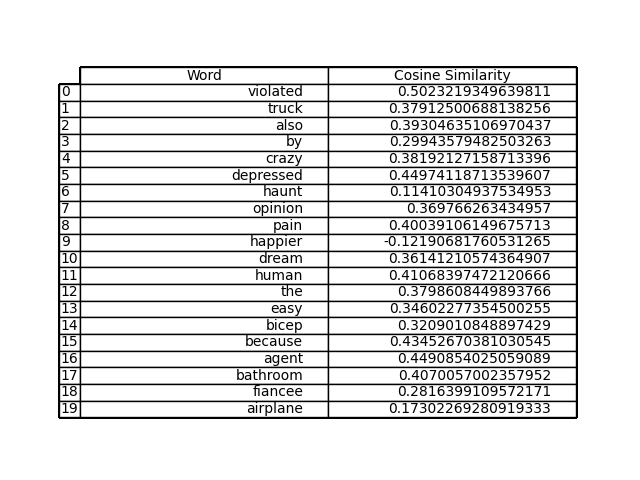 Word Cosine Similarity
0 violated 0.5023219349639811
1 truck 0.37912500688138256
2 also 0.39304635106970437
3 by 0.29943579482503263
4 crazy 0.38192127158713396
5 depressed 0.44974118713539607
6 haunt 0.11410304937534953
7 opinion 0.369766263434957
8 pain 0.40039106149675713
9 happier -0.12190681760531265
10 dream 0.36141210574364907
11 human 0.41068397472120666
12 the 0.3798608449893766
13 easy 0.34602277354500255
14 bicep 0.3209010848897429
15 because 0.43452670381030545
16 agent 0.4490854025059089
17 bathroom 0.4070057002357952
18 fiancee 0.2816399109572171
19 airplane 0.17302269280919333